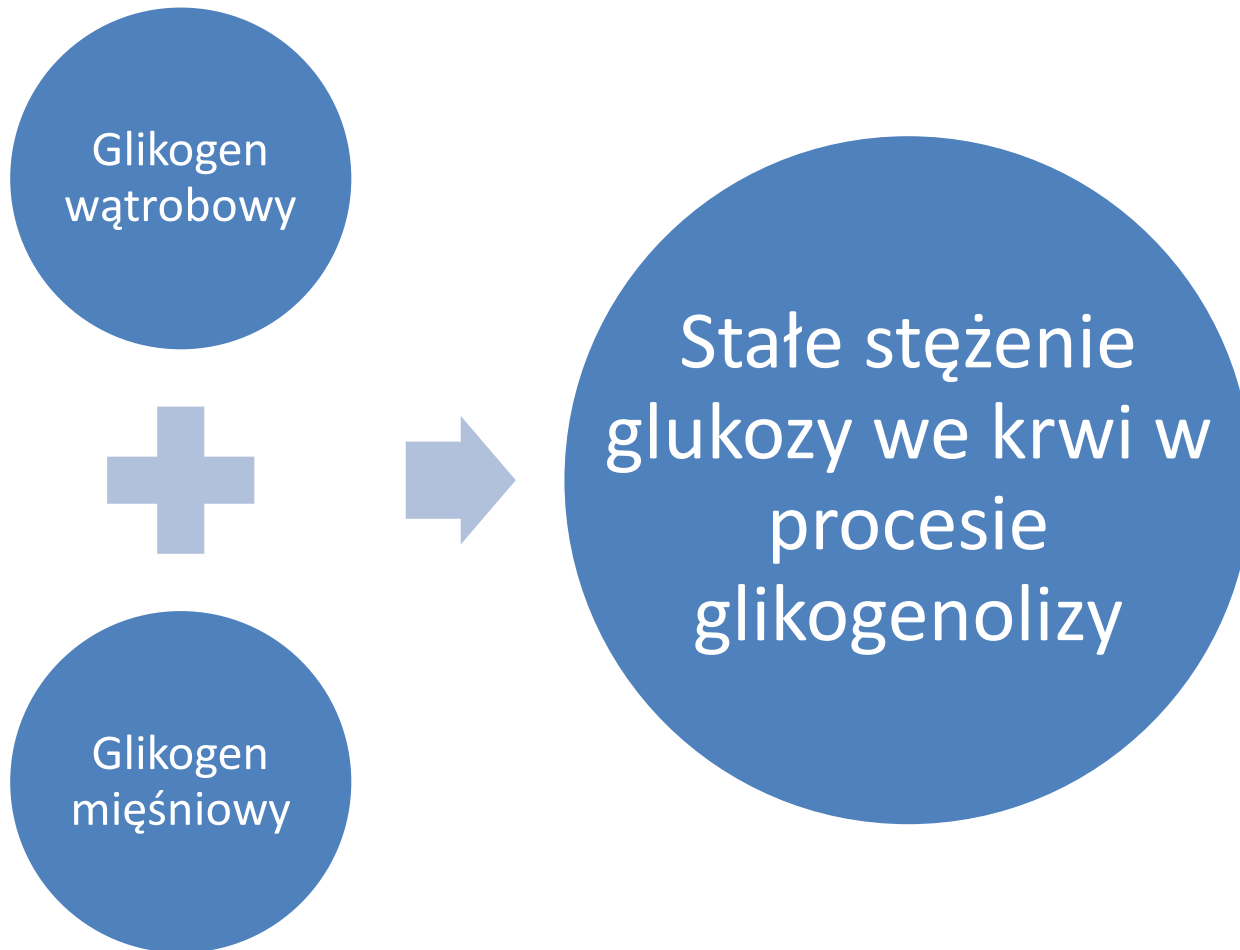 Glikogen
wątrobowy
Stałe stężenie
glukozy we krwi w
procesie
glikogenolizy
Glikogen
mięśniowy